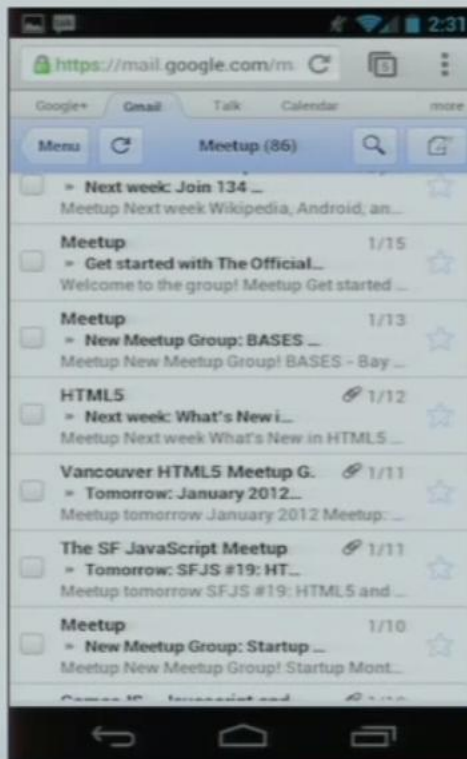 2:31
https://mail.google.com/m
5
Google+ Gmail Talk Calendar more
Menu Meetup (86)
» Next week: Join 134 ...
Meetup Next week Wikipedia, Android, an...
Meetup 1/15
» Get started with The Official...
Welcome to the group! Meetup Get started ...
Meetup 1/13
» New Meetup Group: BASES ...
Meetup New Meetup Group! BASES - Bay ...
HTML5 1/12
» Next week: What's New i...
Meetup Next week What's New in HTML5 ...
Vancouver HTML5 Meetup G. 1/11
» Tomorrow: January 2012...
Meetup tomorrow January 2012 Meetup: ...
The SF JavaScript Meetup 1/11
» Tomorrow: SFJS #19: HT...
Meetup tomorrow SFJS #19: HTML5 and ...
Meetup 1/10
» New Meetup Group: Startup ...
Meetup New Meetup Group! Startup Mont...